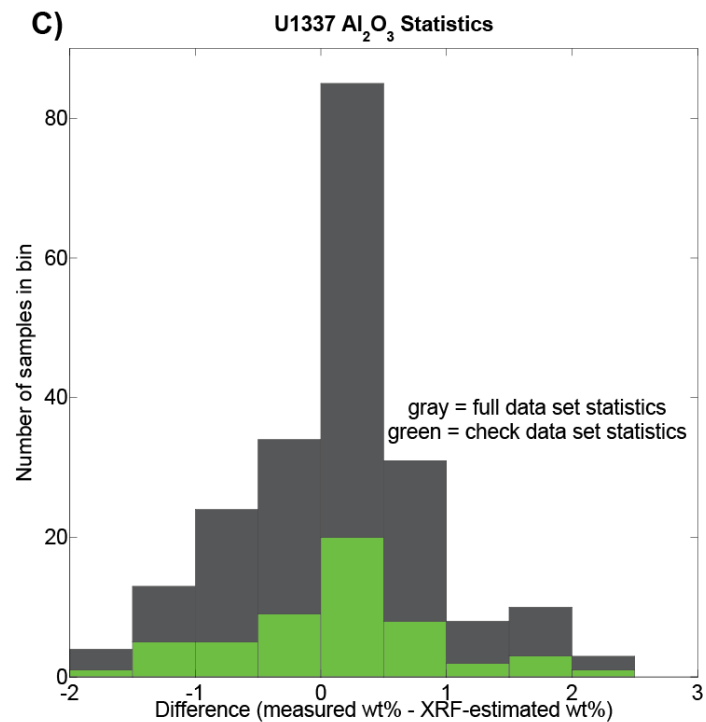 C)
U1337 Al₂O₃ Statistics
Number of samples in bin
80
60
40
20
0
gray = full data set statistics
green = check data set statistics
-2 -1 0 1 2 3
Difference (measured wt% - XRF-estimated wt%)